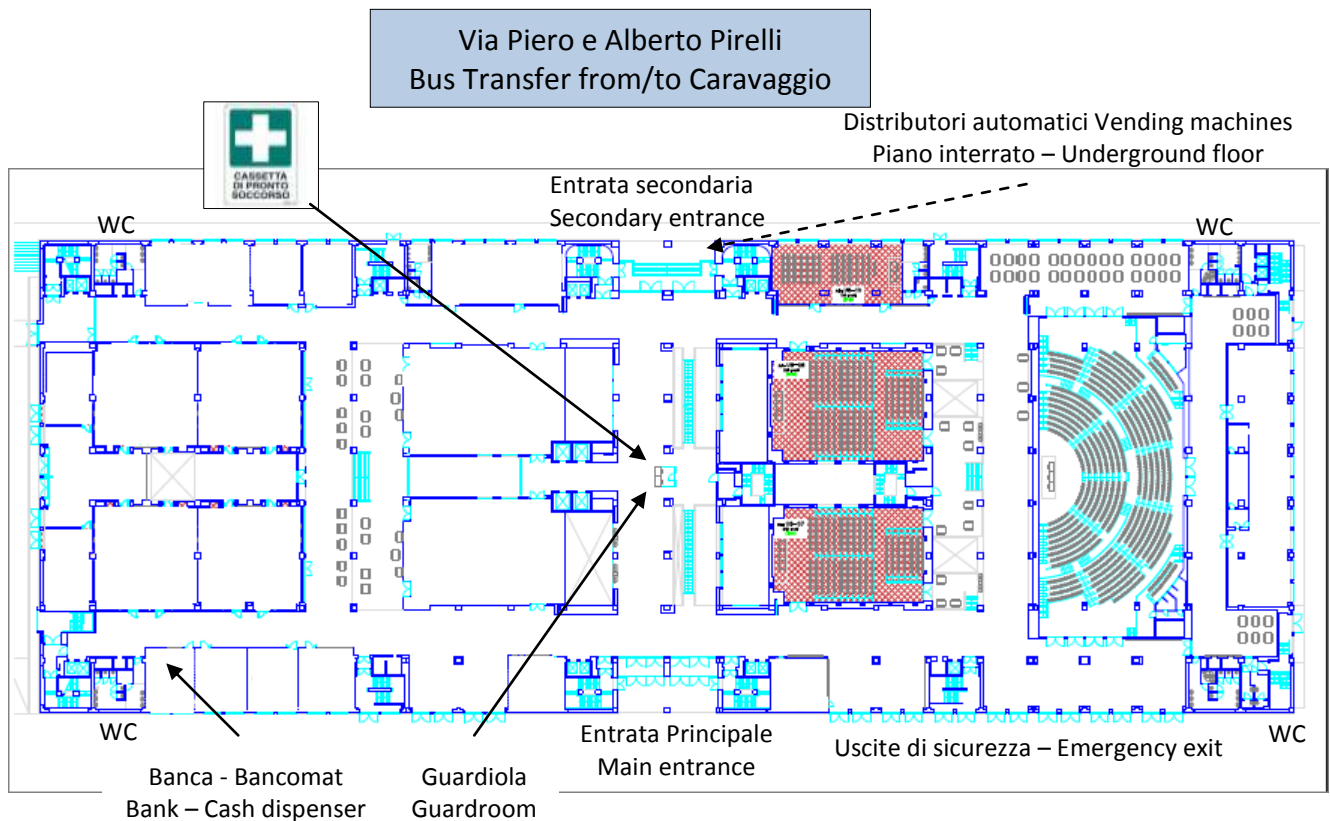 Via Piero e Alberto Pirelli
Bus Transfer from/to Caravaggio
CASSETTA
DI PRONTO
SOCCORSO
Distributori automatici Vending machines
Piano interrato – Underground floor
Entrata secondaria
Secondary entrance
WC
WC
WC
WC
Entrata Principale
Main entrance
Uscite di sicurezza – Emergency exit
Banca - Bancomat
Bank – Cash dispenser
Guardiola
Guardroom